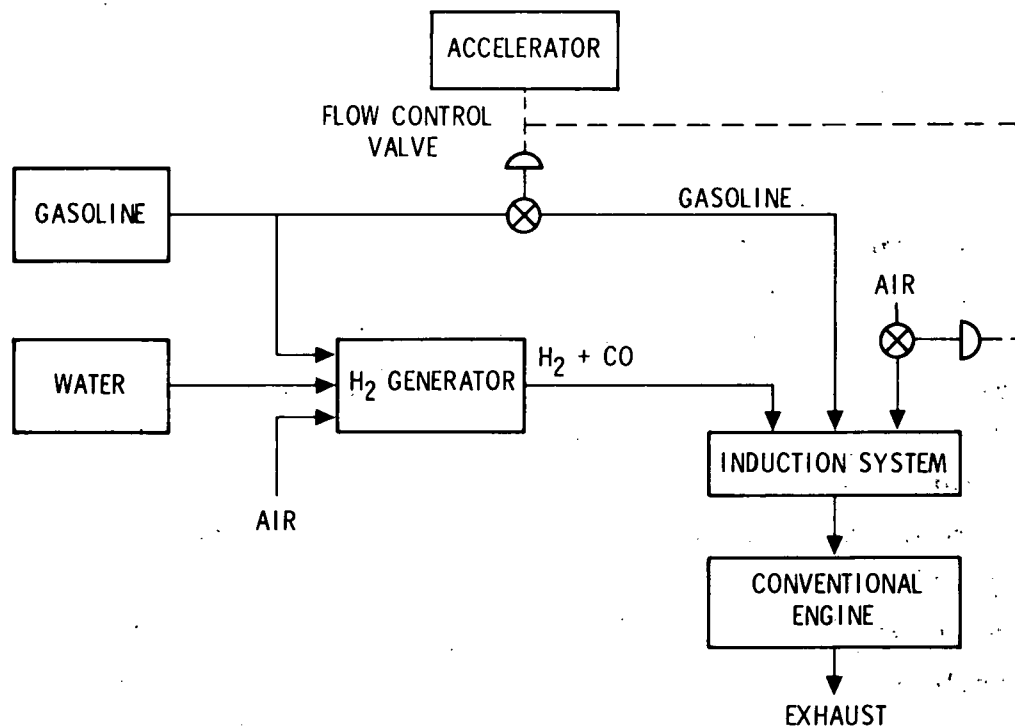 ACCELERATOR
FLOW CONTROL
VALVE
GASOLINE
GASOLINE
AIR
WATER
H₂ GENERATOR
H₂ + CO
INDUCTION SYSTEM
AIR
CONVENTIONAL
ENGINE
EXHAUST